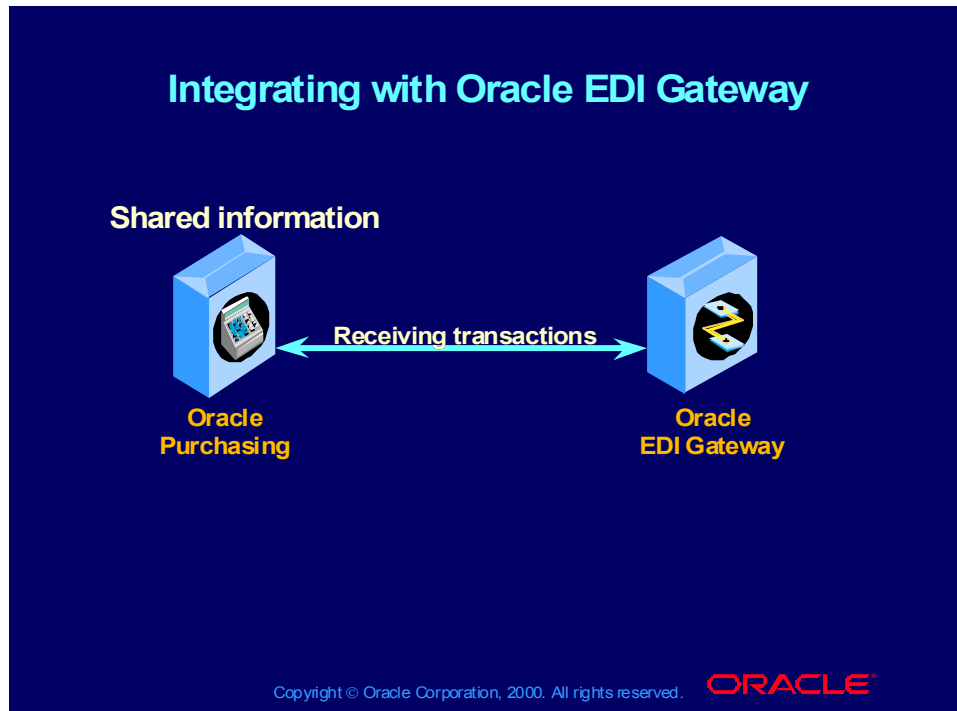 Integrating with Oracle EDI Gateway
Shared information
Receiving transactions
Oracle
Purchasing
Oracle
EDI Gateway
Copyright © Oracle Corporation, 2000. All rights reserved.
ORACLE®